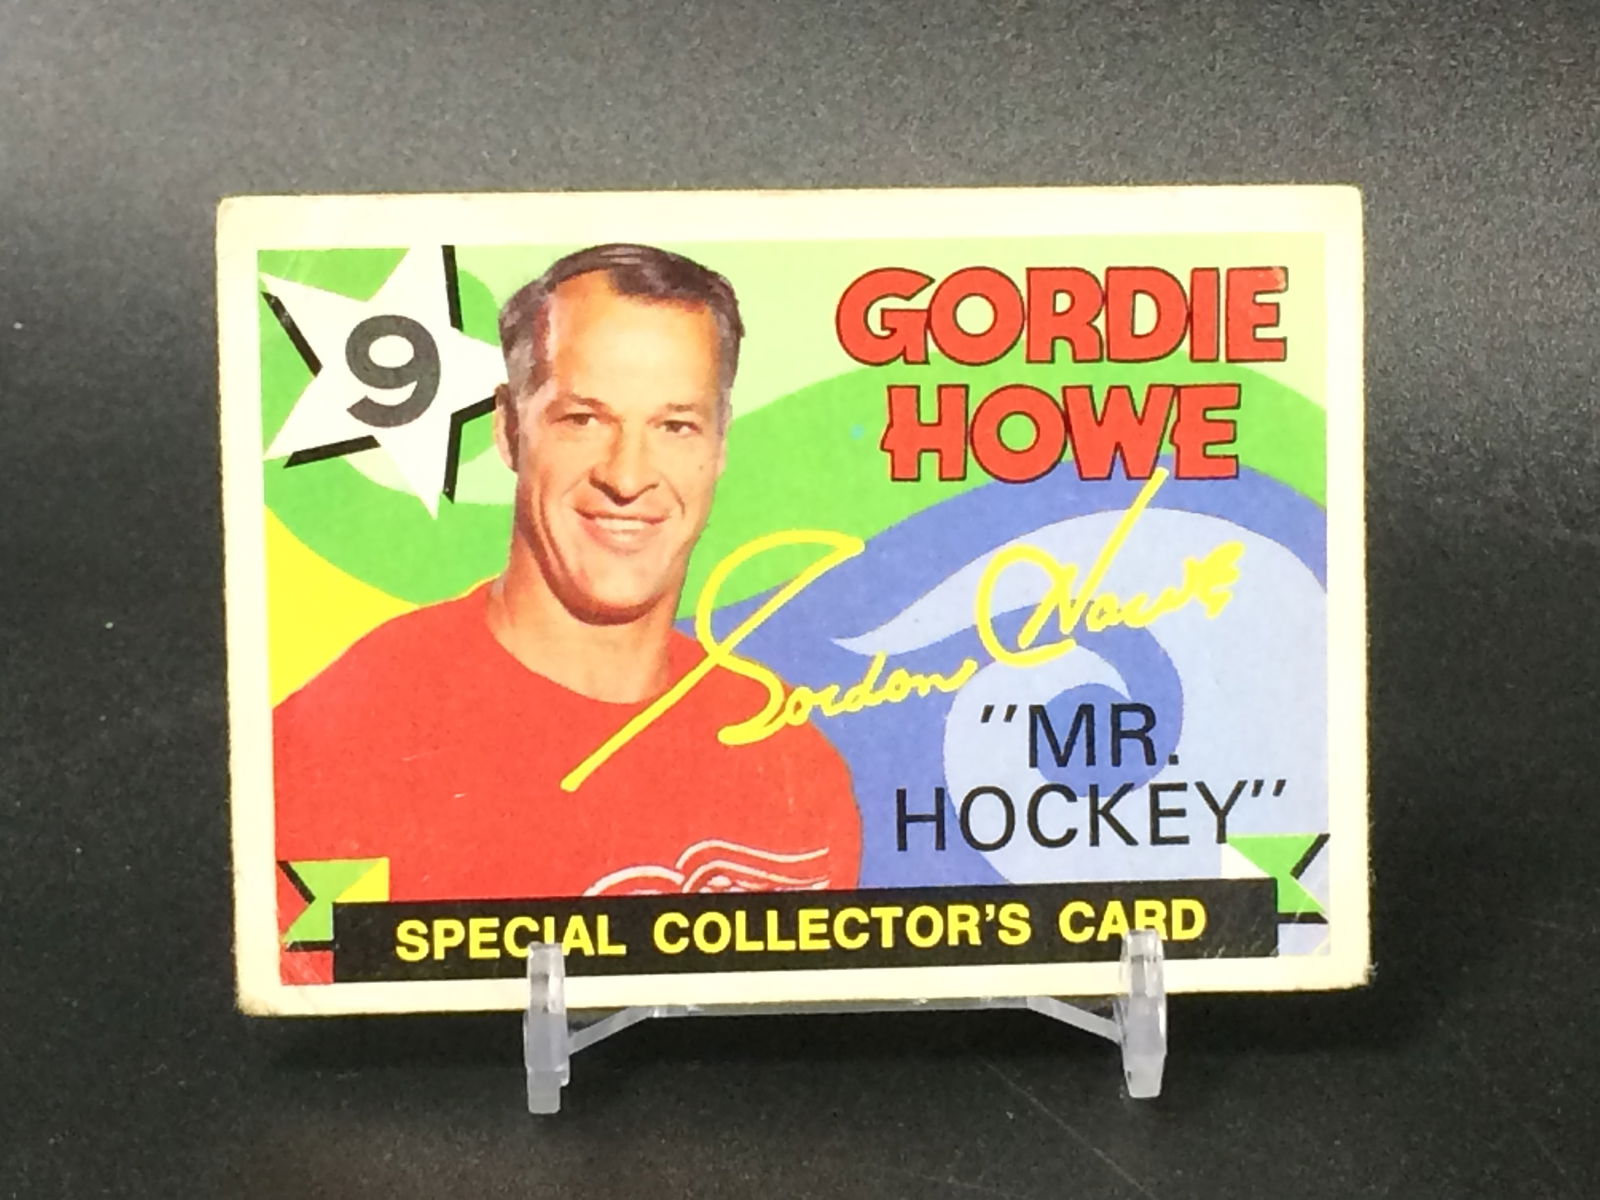 9
GORDIE
HOWE
Gordon Howe
"MR.
HOCKEY"
SPECIAL COLLECTOR'S CARD